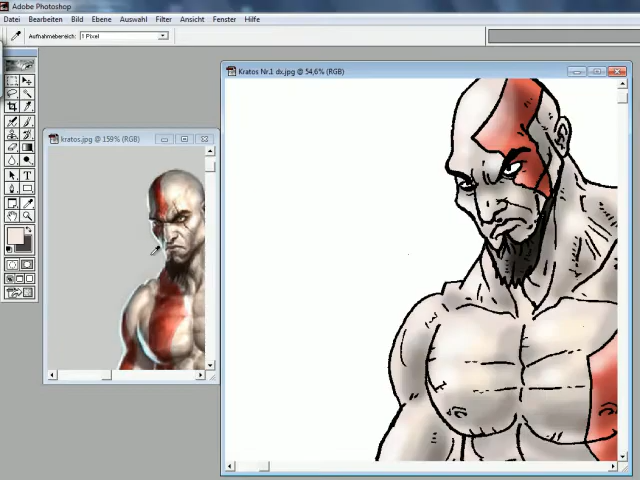 Adobe Photoshop
Datei Bearbeiten Bild Ebene Auswahl Filter Ansicht Fenster Hilfe
Aufnahmebereich: 1 Pixel
Kratos Nr.1 dx.jpg @ 54,6% (RGB)
kratos.jpg @ 159% (RGB)
T